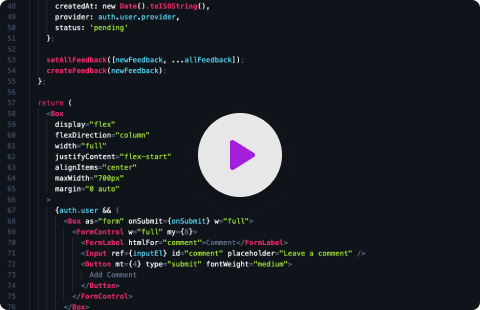 48 createdAt: new Date().toISOString(),
49 provider: auth.user.provider,
50 status: 'pending'
51 };
52
53 setAllFeedback([newFeedback, ...allFeedback]);
54 createFeedback(newFeedback);
55 };
56
57 return (
58 <Box
59 display="flex"
60 flexDirection="column"
61 width="full"
62 justifyContent="flex-start"
63 alignItems="center"
64 maxWidth="700px"
65 margin="0 auto"
66 >
67 {auth.user && (
68 <Box as="form" onSubmit={onSubmit} w="full">
69 <FormControl w="full" my={8}>
70 <FormLabel htmlFor="comment">Comment</FormLabel>
71 <Input ref={inputEl} id="comment" placeholder="Leave a comment" />
72 <Button mt={4} type="submit" fontWeight="medium">
73 Add Comment
74 </Button>
75 </FormControl>
76 </Box>